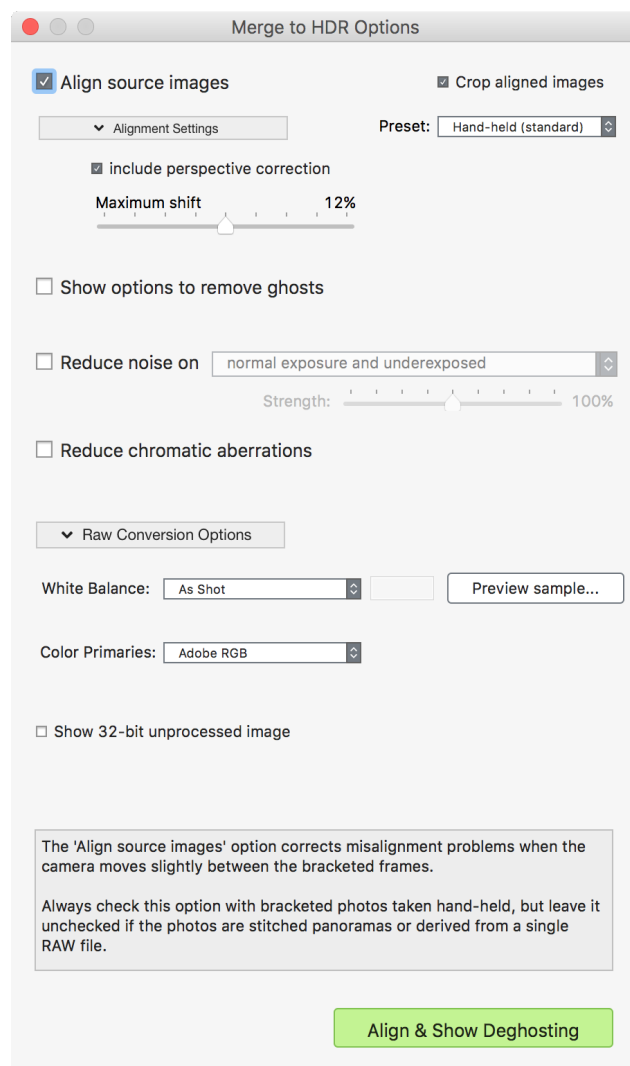 Merge to HDR Options
Align source images
Crop aligned images
Alignment Settings
Preset: Hand-held (standard)
include perspective correction
Maximum shift 12%
Show options to remove ghosts
Reduce noise on normal exposure and underexposed
Strength: 100%
Reduce chromatic aberrations
Raw Conversion Options
White Balance: As Shot Preview sample...
Color Primaries: Adobe RGB
Show 32-bit unprocessed image
The 'Align source images' option corrects misalignment problems when the
camera moves slightly between the bracketed frames.
Always check this option with bracketed photos taken hand-held, but leave it
unchecked if the photos are stitched panoramas or derived from a single
RAW file.
Align & Show Deghosting